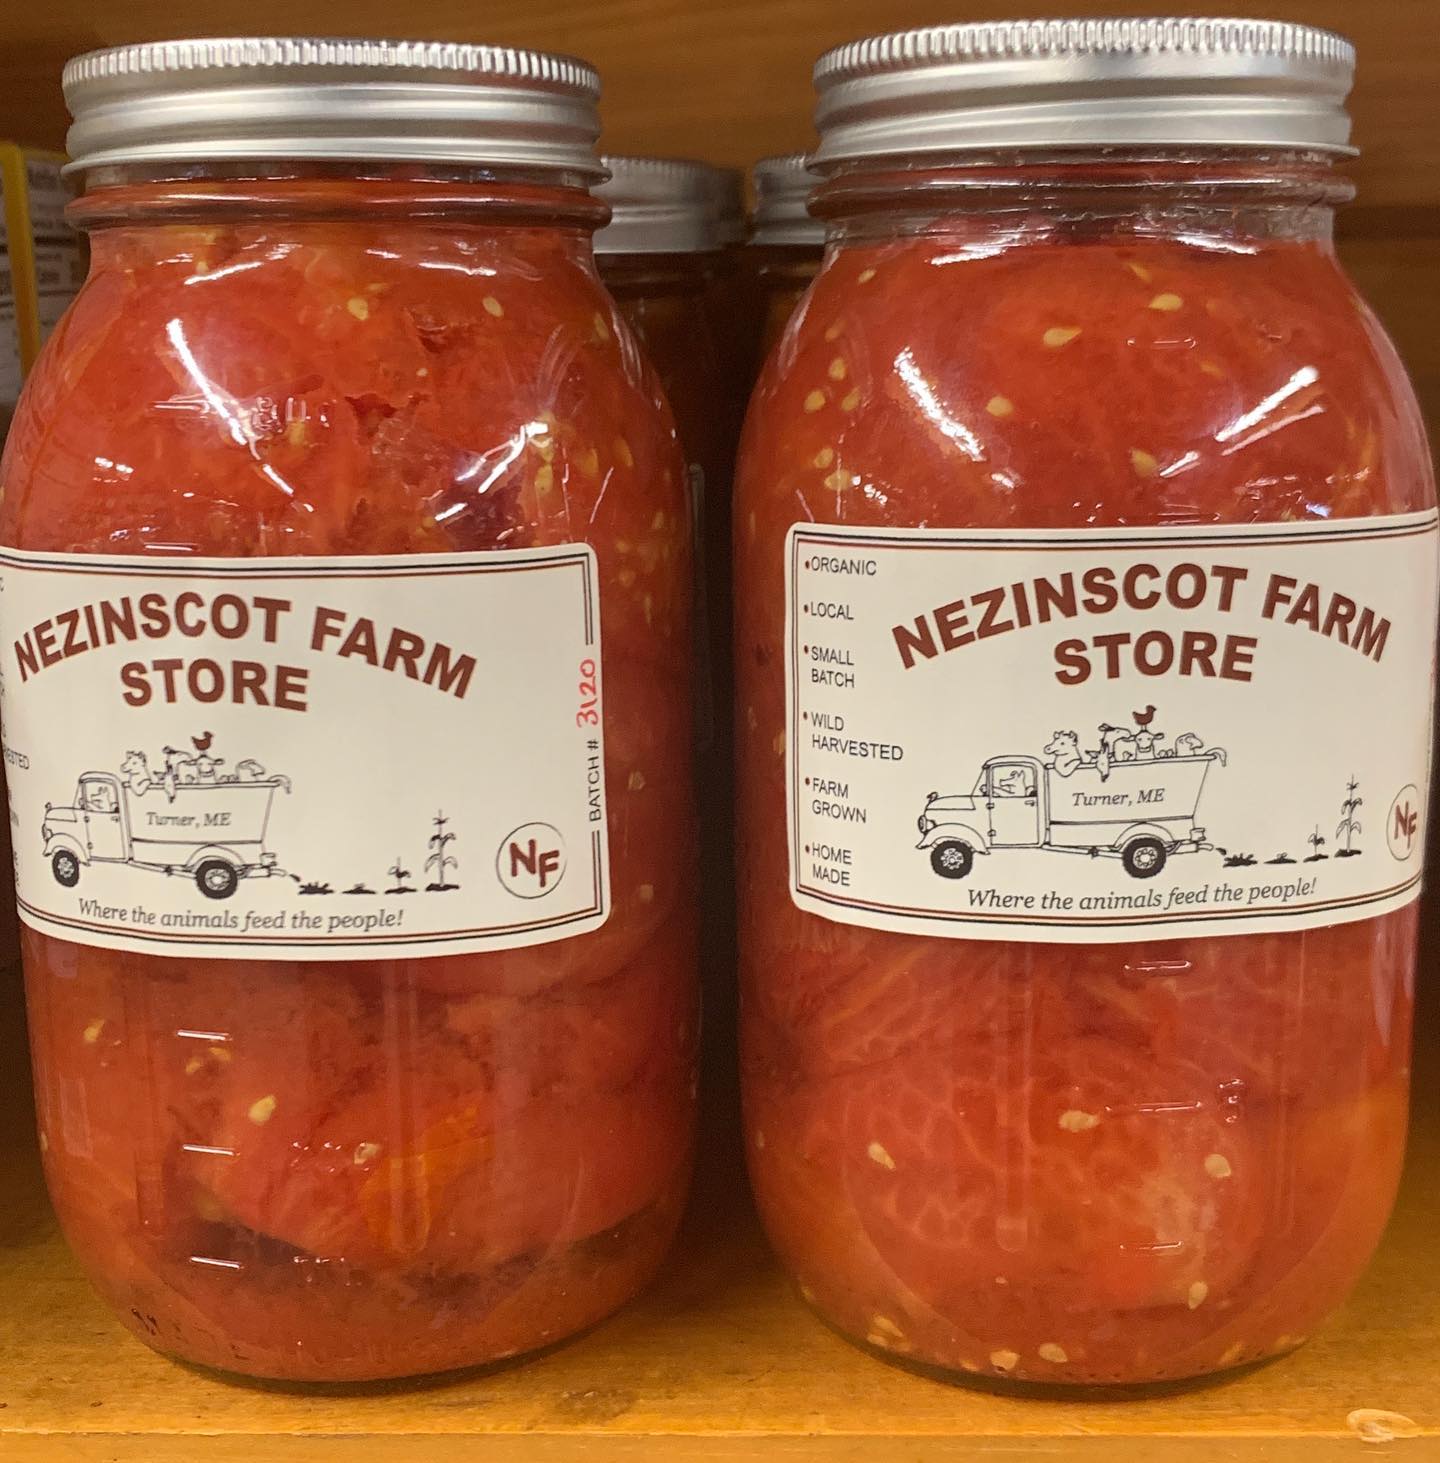 NEZINSCOT FARM
STORE
Turner, ME
Where the animals feed the people!
NF
BATCH# 3120
•ORGANIC
•LOCAL
•SMALL
BATCH
•WILD
HARVESTED
•FARM
GROWN
•HOME
MADE
NEZINSCOT FARM
STORE
Turner, ME
Where the animals feed the people!
NF